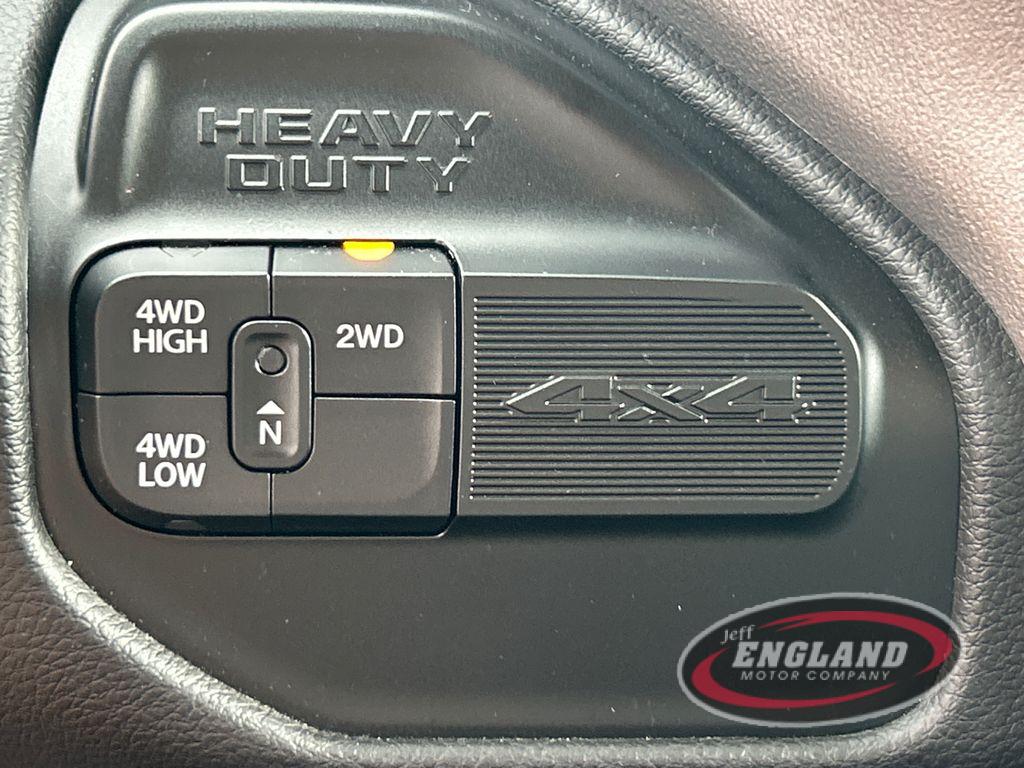 HEAVY
DUTY
4WD
HIGH
2WD
N
4WD
LOW
4x4
Jeff
ENGLAND
MOTOR COMPANY